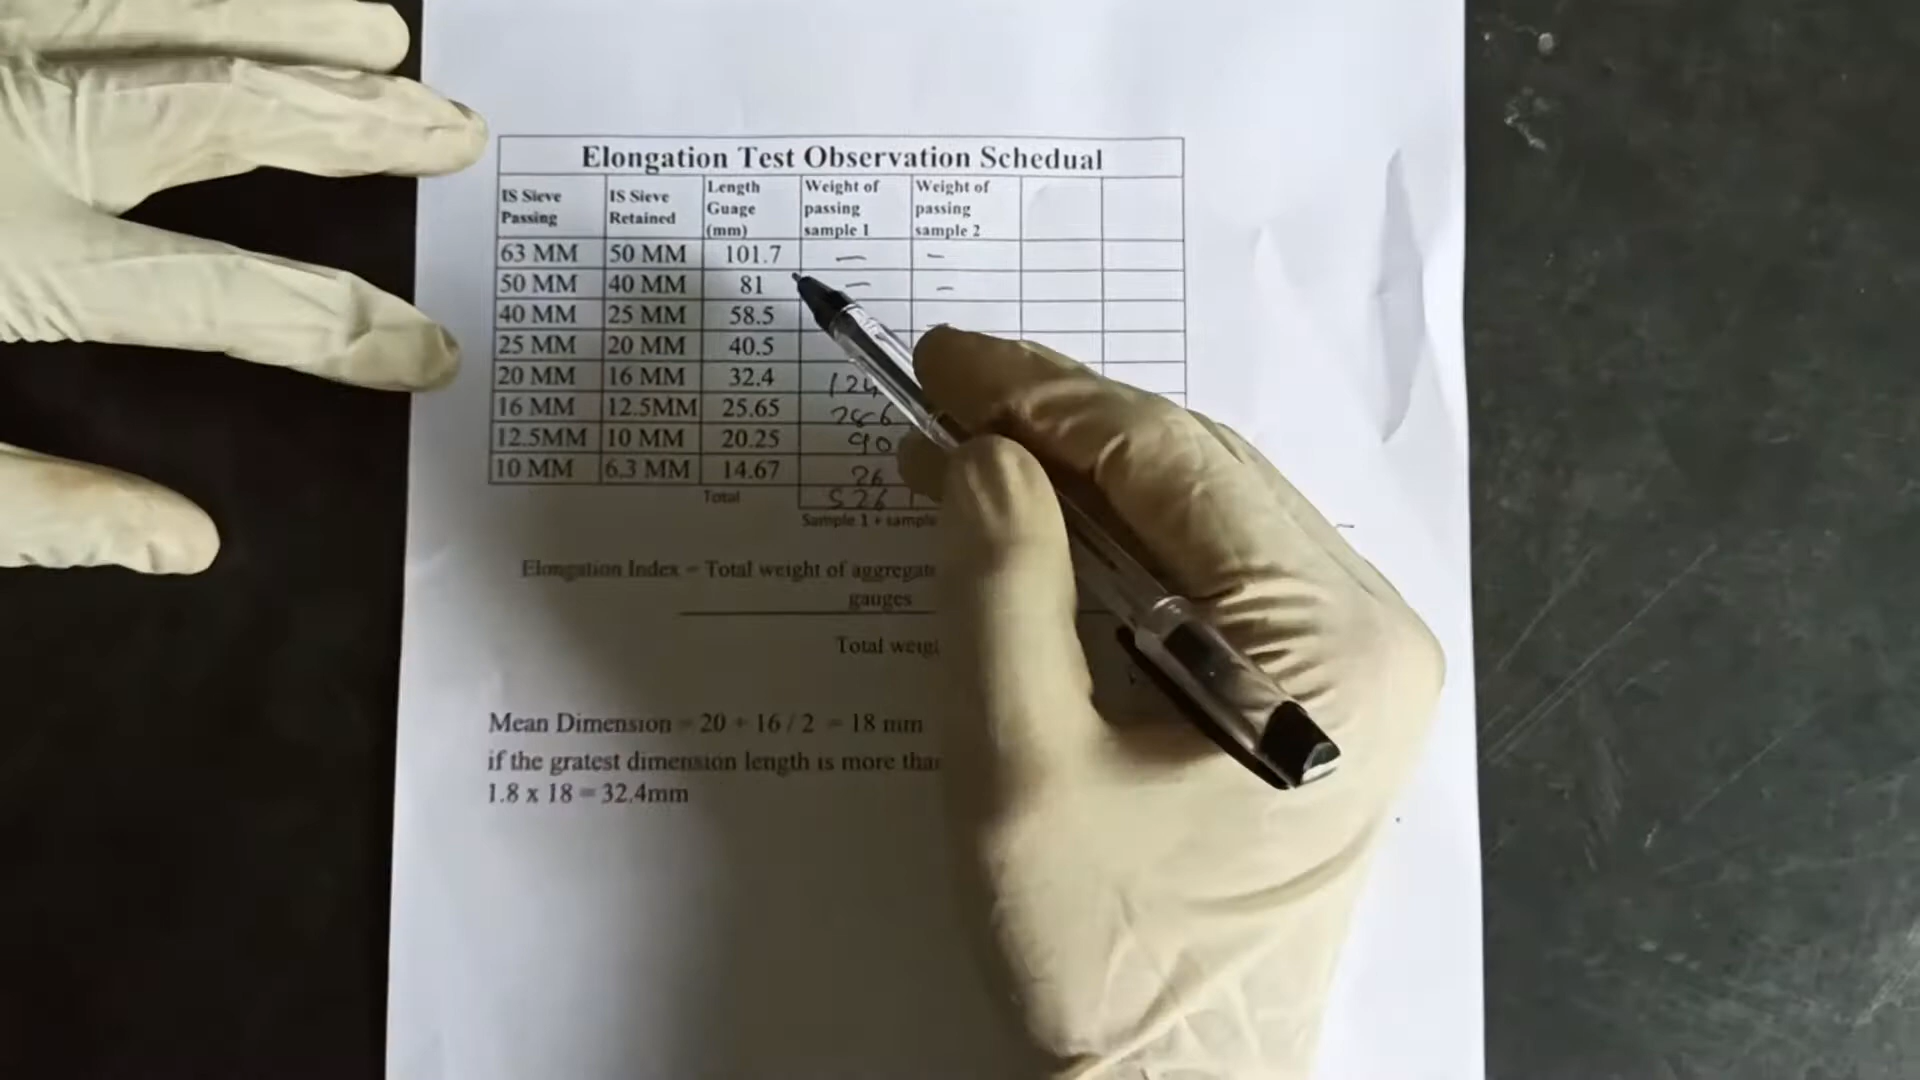 Elongation Test Observation Schedual
IS Sieve Passing IS Sieve Retained Length Guage (mm) Weight of passing sample 1 Weight of passing sample 2
63 MM 50 MM 101.7 — –
50 MM 40 MM 81 — –
40 MM 25 MM 58.5
25 MM 20 MM 40.5
20 MM 16 MM 32.4 124
16 MM 12.5MM 25.65 286
12.5MM 10 MM 20.25 90
10 MM 6.3 MM 14.67 26
Total 526
Sample 1 + sample
Elongation Index = Total weight of
gauges
Total
Mean Dimension = 20 + 16 / 2 = 18 mm
if the gratest dimension length is more
1.8 x 18 = 32.4mm